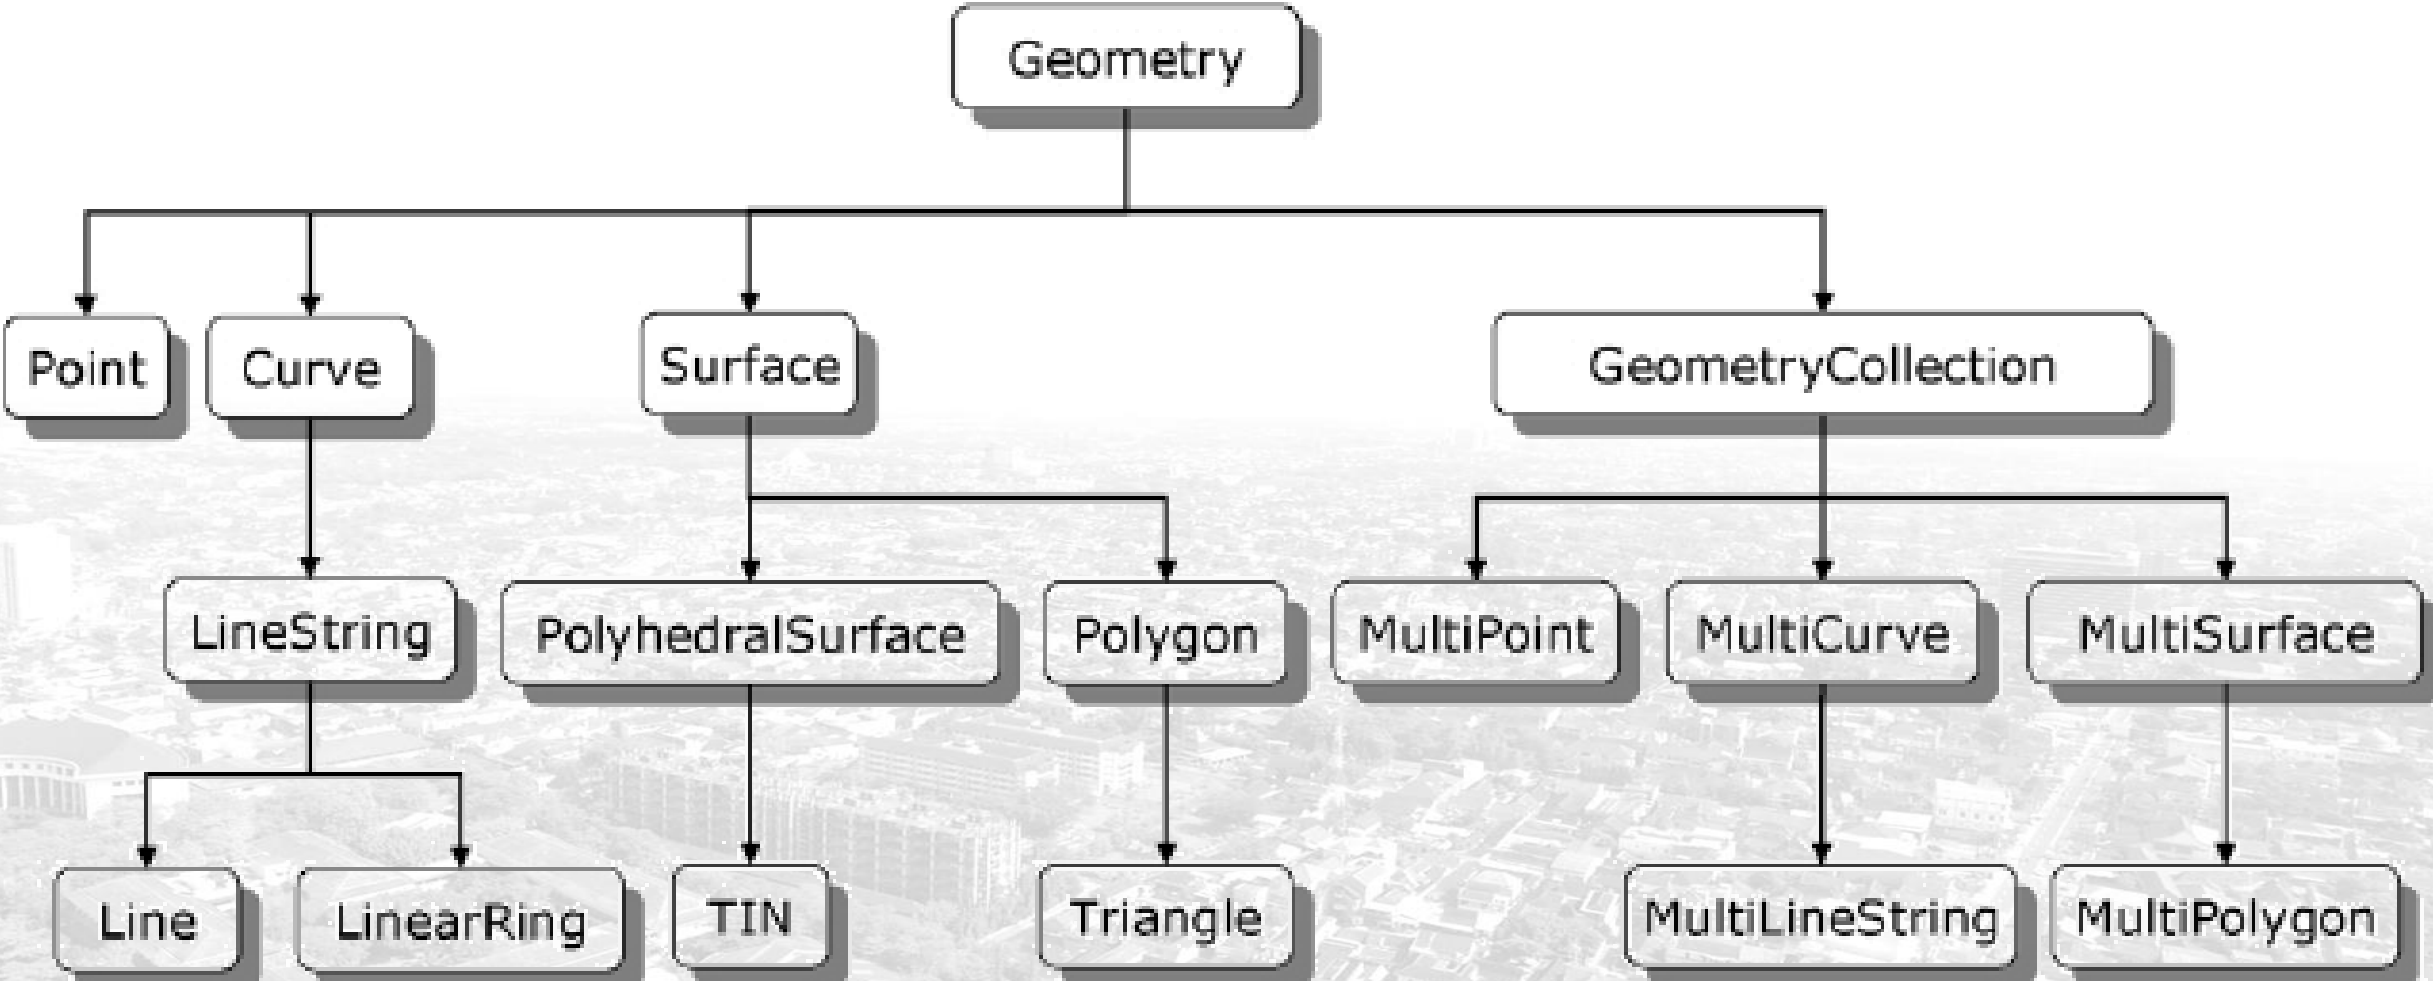 Geometry
Point
Curve
Surface
GeometryCollection
LineString
PolyhedralSurface
Polygon
MultiPoint
MultiCurve
MultiSurface
Line
LinearRing
TIN
Triangle
MultiLineString
MultiPolygon